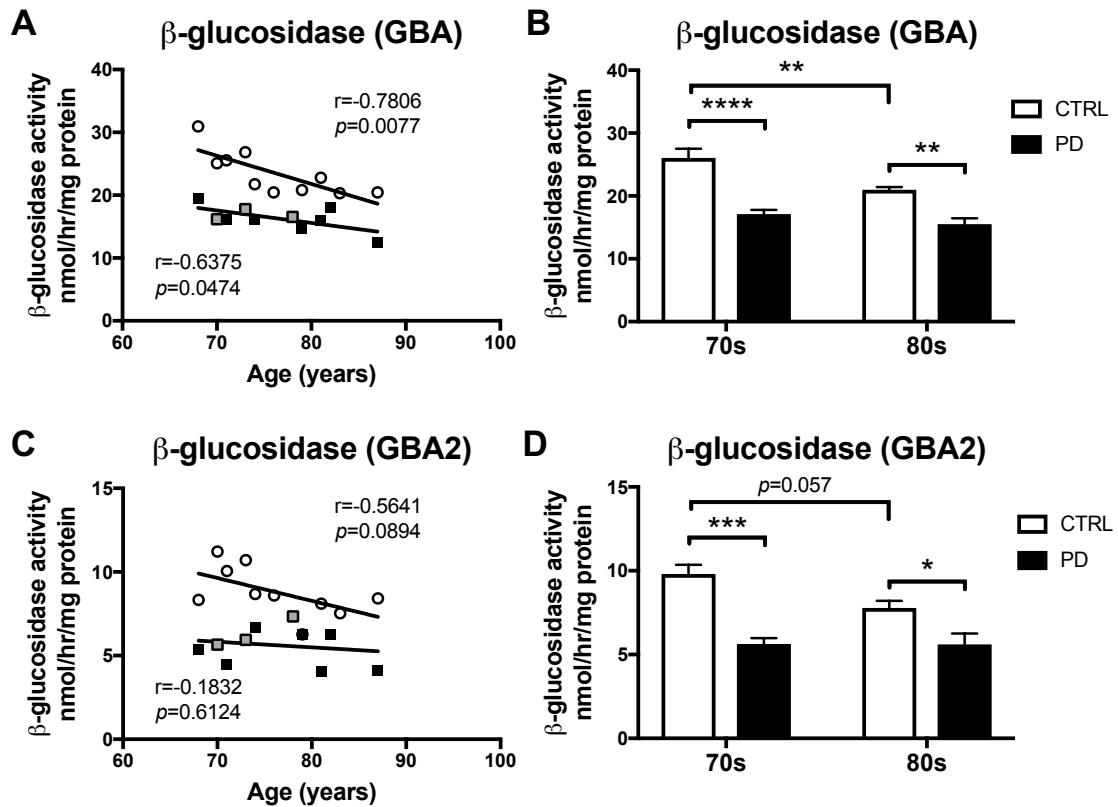 A
β-glucosidase (GBA)
β-glucosidase activity
nmol/hr/mg protein
40
30
20
10
0
r=-0.7806
p=0.0077
r=-0.6375
p=0.0474
60
70
80
90
100
Age (years)
B
β-glucosidase (GBA)
β-glucosidase activity
nmol/hr/mg protein
40
30
20
10
0
**
****
**
CTRL
PD
70s
80s
C
β-glucosidase (GBA2)
β-glucosidase activity
nmol/hr/mg protein
15
10
5
0
r=-0.5641
p=0.0894
r=-0.1832
p=0.6124
60
70
80
90
100
Age (years)
D
β-glucosidase (GBA2)
β-glucosidase activity
nmol/hr/mg protein
15
10
5
0
p=0.057
***
*
CTRL
PD
70s
80s